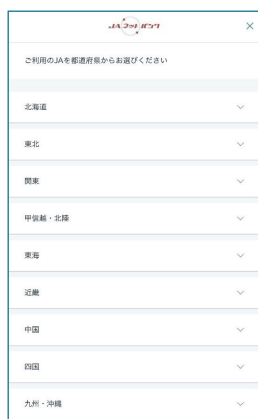 JAネットバンク
ご利用のJAを都道府県からお選びください
北海道
東北
関東
甲信越・北陸
東海
近畿
中国
四国
九州・沖縄